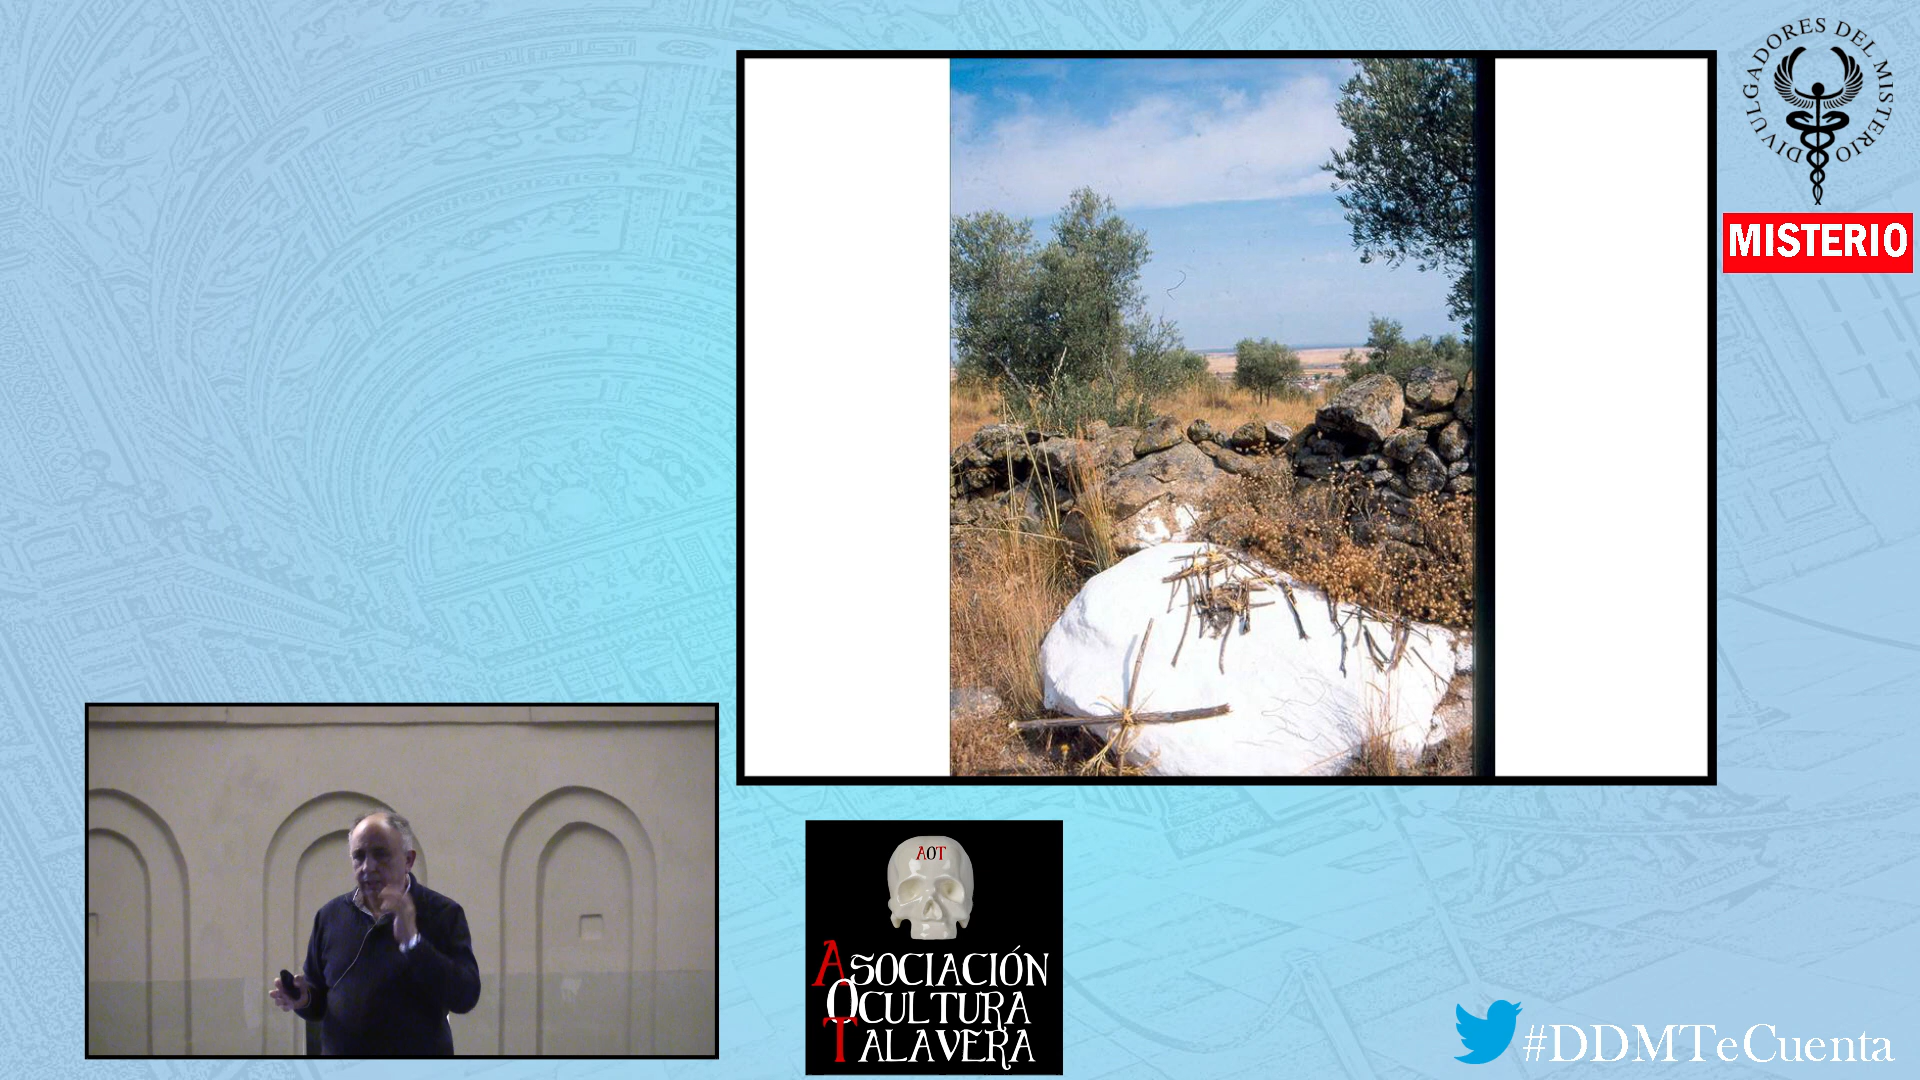 DIVULGADORES DEL MISTERIO
MISTERIO
AOT
ASOCIACIÓN
OCULTURA
TALAVERA
#DDMTeCuenta